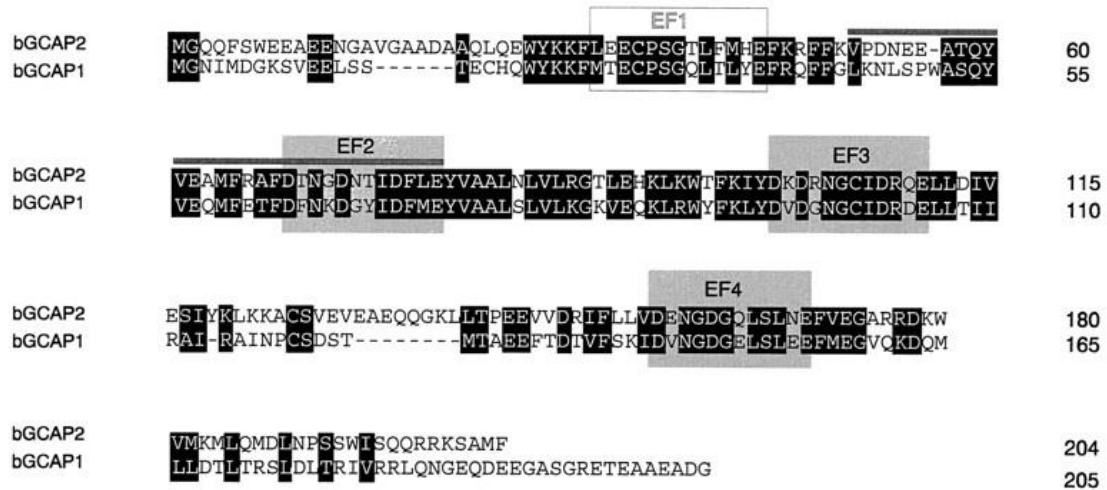 EF1
bGCAP2 MGQQFSWEEAEENGAVGAADAAQLQEWYKKFLEECPSGTLFMHEFKRFFKVPDNEE-ATQY 60
bGCAP1 MGNIMDGKSVEELSS------TECHQWYKKFMTECPSGQLTLYEFRQFFGLKNLSPWASQY 55
EF2 EF3
bGCAP2 VEAMFRAFDTNGDNTIDFLEYVAALNLVLRGTLEHKLKWTFKIYDKDRNGCIDRQELLDIV 115
bGCAP1 VEQMFETFDFNKDGYIDFMEYVAALSLVLKGKVEQKLRWYFKLYDVDGNGCIDRDELLTII 110
EF4
bGCAP2 ESIYKLKKACSVEVEAEQQGKLLTPEEVVDRIFLLVDENGDGQLSLNEFVEGARRDKW 180
bGCAP1 RAI-RAINPCSDST--------MTAEEFTDTVFSKIDVNGDGELSLEEFMEGVQKDQM 165
bGCAP2 VMKMLQMDLNPSSWISQQRRKSAMF 204
bGCAP1 LLDTLTRSLDLTRIVRRLQNGEQDEEGASGRETEAAEADG 205